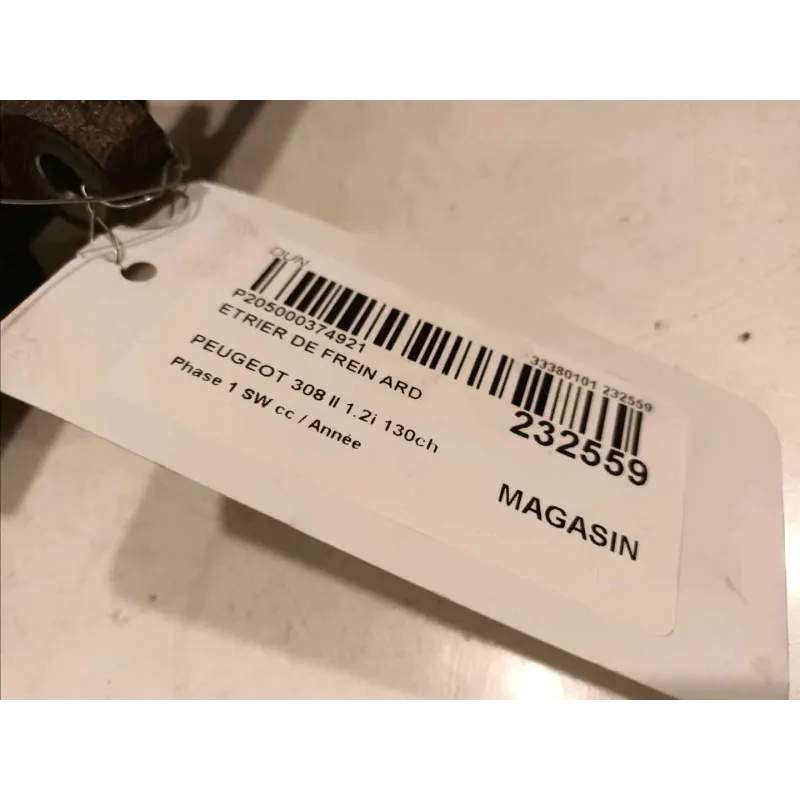 DUN
33380101 232559
P205000374921
232559
ETRIER DE FREIN ARD
PEUGEOT 308 II 1.2i 130ch
Phase 1 SW cc / Année
MAGASIN